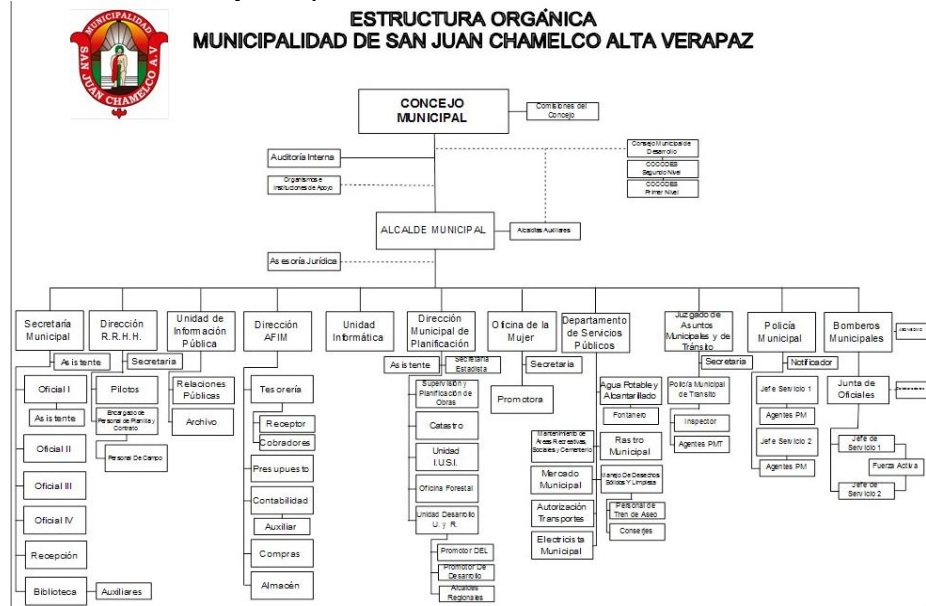 ESTRUCTURA ORGÁNICA
MUNICIPALIDAD DE SAN JUAN CHAMELCO ALTA VERAPAZ
MUNICIPALIDAD
SAN JUAN CHAMELCO A.V
CONCEJO
MUNICIPAL
Comisiones del
Concejo
Auditoría Interna
Consejo Municipal de
Desarrollo
COCODES
Segundo Nivel
COCODES
Primer Nivel
Organismos e
Instituciones de Apoyo
ALCALDE MUNICIPAL
Alcaldías Auxiliares
Asesoría Jurídica
Secretaría
Municipal
Dirección
R.R.H.H.
Unidad de
Información
Pública
Dirección
AFIM
Unidad
Informática
Dirección
Municipal de
Planificación
Oficina de la
Mujer
Departamento
de Servicios
Públicos
Juzgado de
Asuntos
Municipales y de
Tránsito
Policía
Municipal
Bomberos
Municipales
Asistente
Secretaria
Asistente
Secretaria
Estadista
Secretaria
Secretaria
Notificador
Oficial I
Asistente
Oficial II
Oficial III
Oficial IV
Recepción
Biblioteca
Auxiliares
Pilotos
Encargado de
Personal de Planilla y
Contrato
Personal De Campo
Relaciones
Públicas
Archivo
Tesorería
Receptor
Cobradores
Presupuesto
Contabilidad
Auxiliar
Compras
Almacén
Supervisión y
Planificación de
Obras
Catastro
Unidad
I.U.S.I.
Oficina Forestal
Unidad Desarrollo
U. y R.
Promotor DEL
Promotor De
Desarrollo
Alcaldes
Regionales
Promotora
Agua Potable y
Alcantarillado
Fontanero
Mantenimiento de
Áreas Recreativas,
Sociales y Cementerio
Rastro
Municipal
Mercado
Municipal
Manejo De Desechos
Sólidos Y Limpieza
Personal de
Tren de Aseo
Conserjes
Autorización
Transportes
Electricista
Municipal
Policía Municipal
de Transito
Inspector
Agentes PMT
Jefe Servicio 1
Agentes PM
Jefe Servicio 2
Agentes PM
Junta de
Oficiales
Jefe de
Servicio 1
Fuerza Activa
Jefe de
Servicio 2